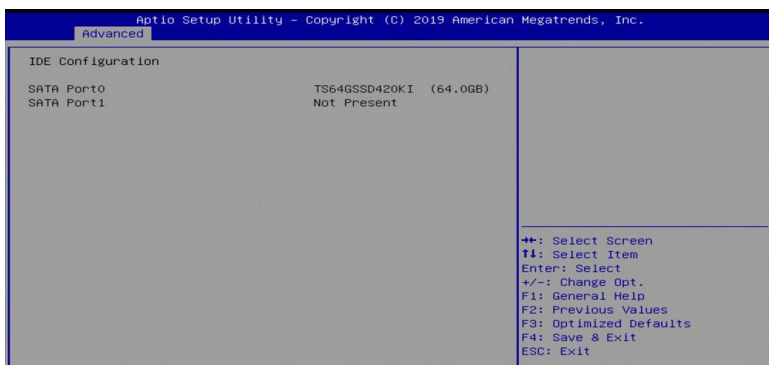 Aptio Setup Utility – Copyright (C) 2019 American Megatrends, Inc.
Advanced
IDE Configuration
SATA Port0 TS64GSSD420KI (64.0GB)
SATA Port1 Not Present
→←: Select Screen
↑↓: Select Item
Enter: Select
+/-: Change Opt.
F1: General Help
F2: Previous Values
F3: Optimized Defaults
F4: Save & Exit
ESC: Exit